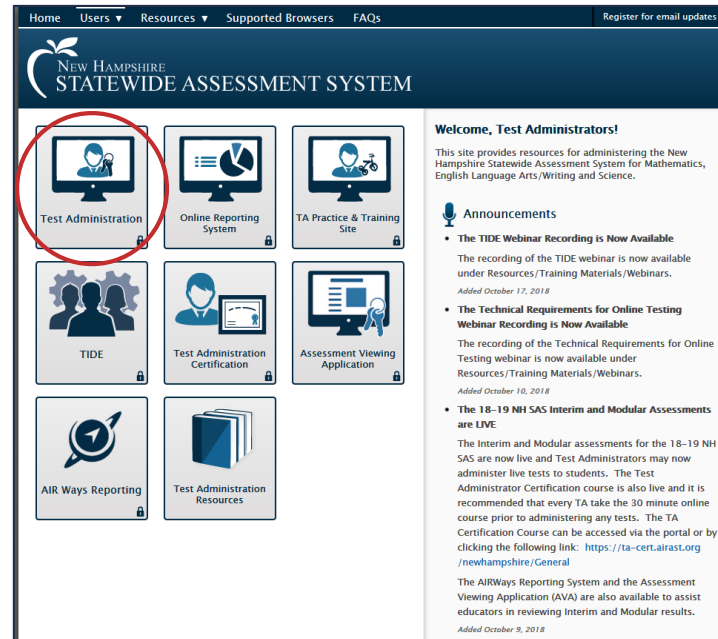 Home Users ▼ Resources ▼ Supported Browsers FAQs Register for email updates
NEW HAMPSHIRE
STATEWIDE ASSESSMENT SYSTEM
Test Administration
Online Reporting
System
TA Practice & Training
Site
TIDE
Test Administration
Certification
Assessment Viewing
Application
AIR Ways Reporting
Test Administration
Resources
Welcome, Test Administrators!
This site provides resources for administering the New
Hampshire Statewide Assessment System for Mathematics,
English Language Arts/Writing and Science.
Announcements
• The TIDE Webinar Recording is Now Available
The recording of the TIDE webinar is now available
under Resources/Training Materials/Webinars.
Added October 17, 2018
• The Technical Requirements for Online Testing
Webinar Recording is Now Available
The recording of the Technical Requirements for Online
Testing webinar is now available under
Resources/Training Materials/Webinars.
Added October 10, 2018
• The 18-19 NH SAS Interim and Modular Assessments
are LIVE
The Interim and Modular assessments for the 18-19 NH
SAS are now live and Test Administrators may now
administer live tests to students. The Test
Administrator Certification course is also live and it is
recommended that every TA take the 30 minute online
course prior to administering any tests. The TA
Certification Course can be accessed via the portal or by
clicking the following link: https://ta-cert.airast.org
/newhampshire/General
The AIRWays Reporting System and the Assessment
Viewing Application (AVA) are also available to assist
educators in reviewing Interim and Modular results.
Added October 9, 2018